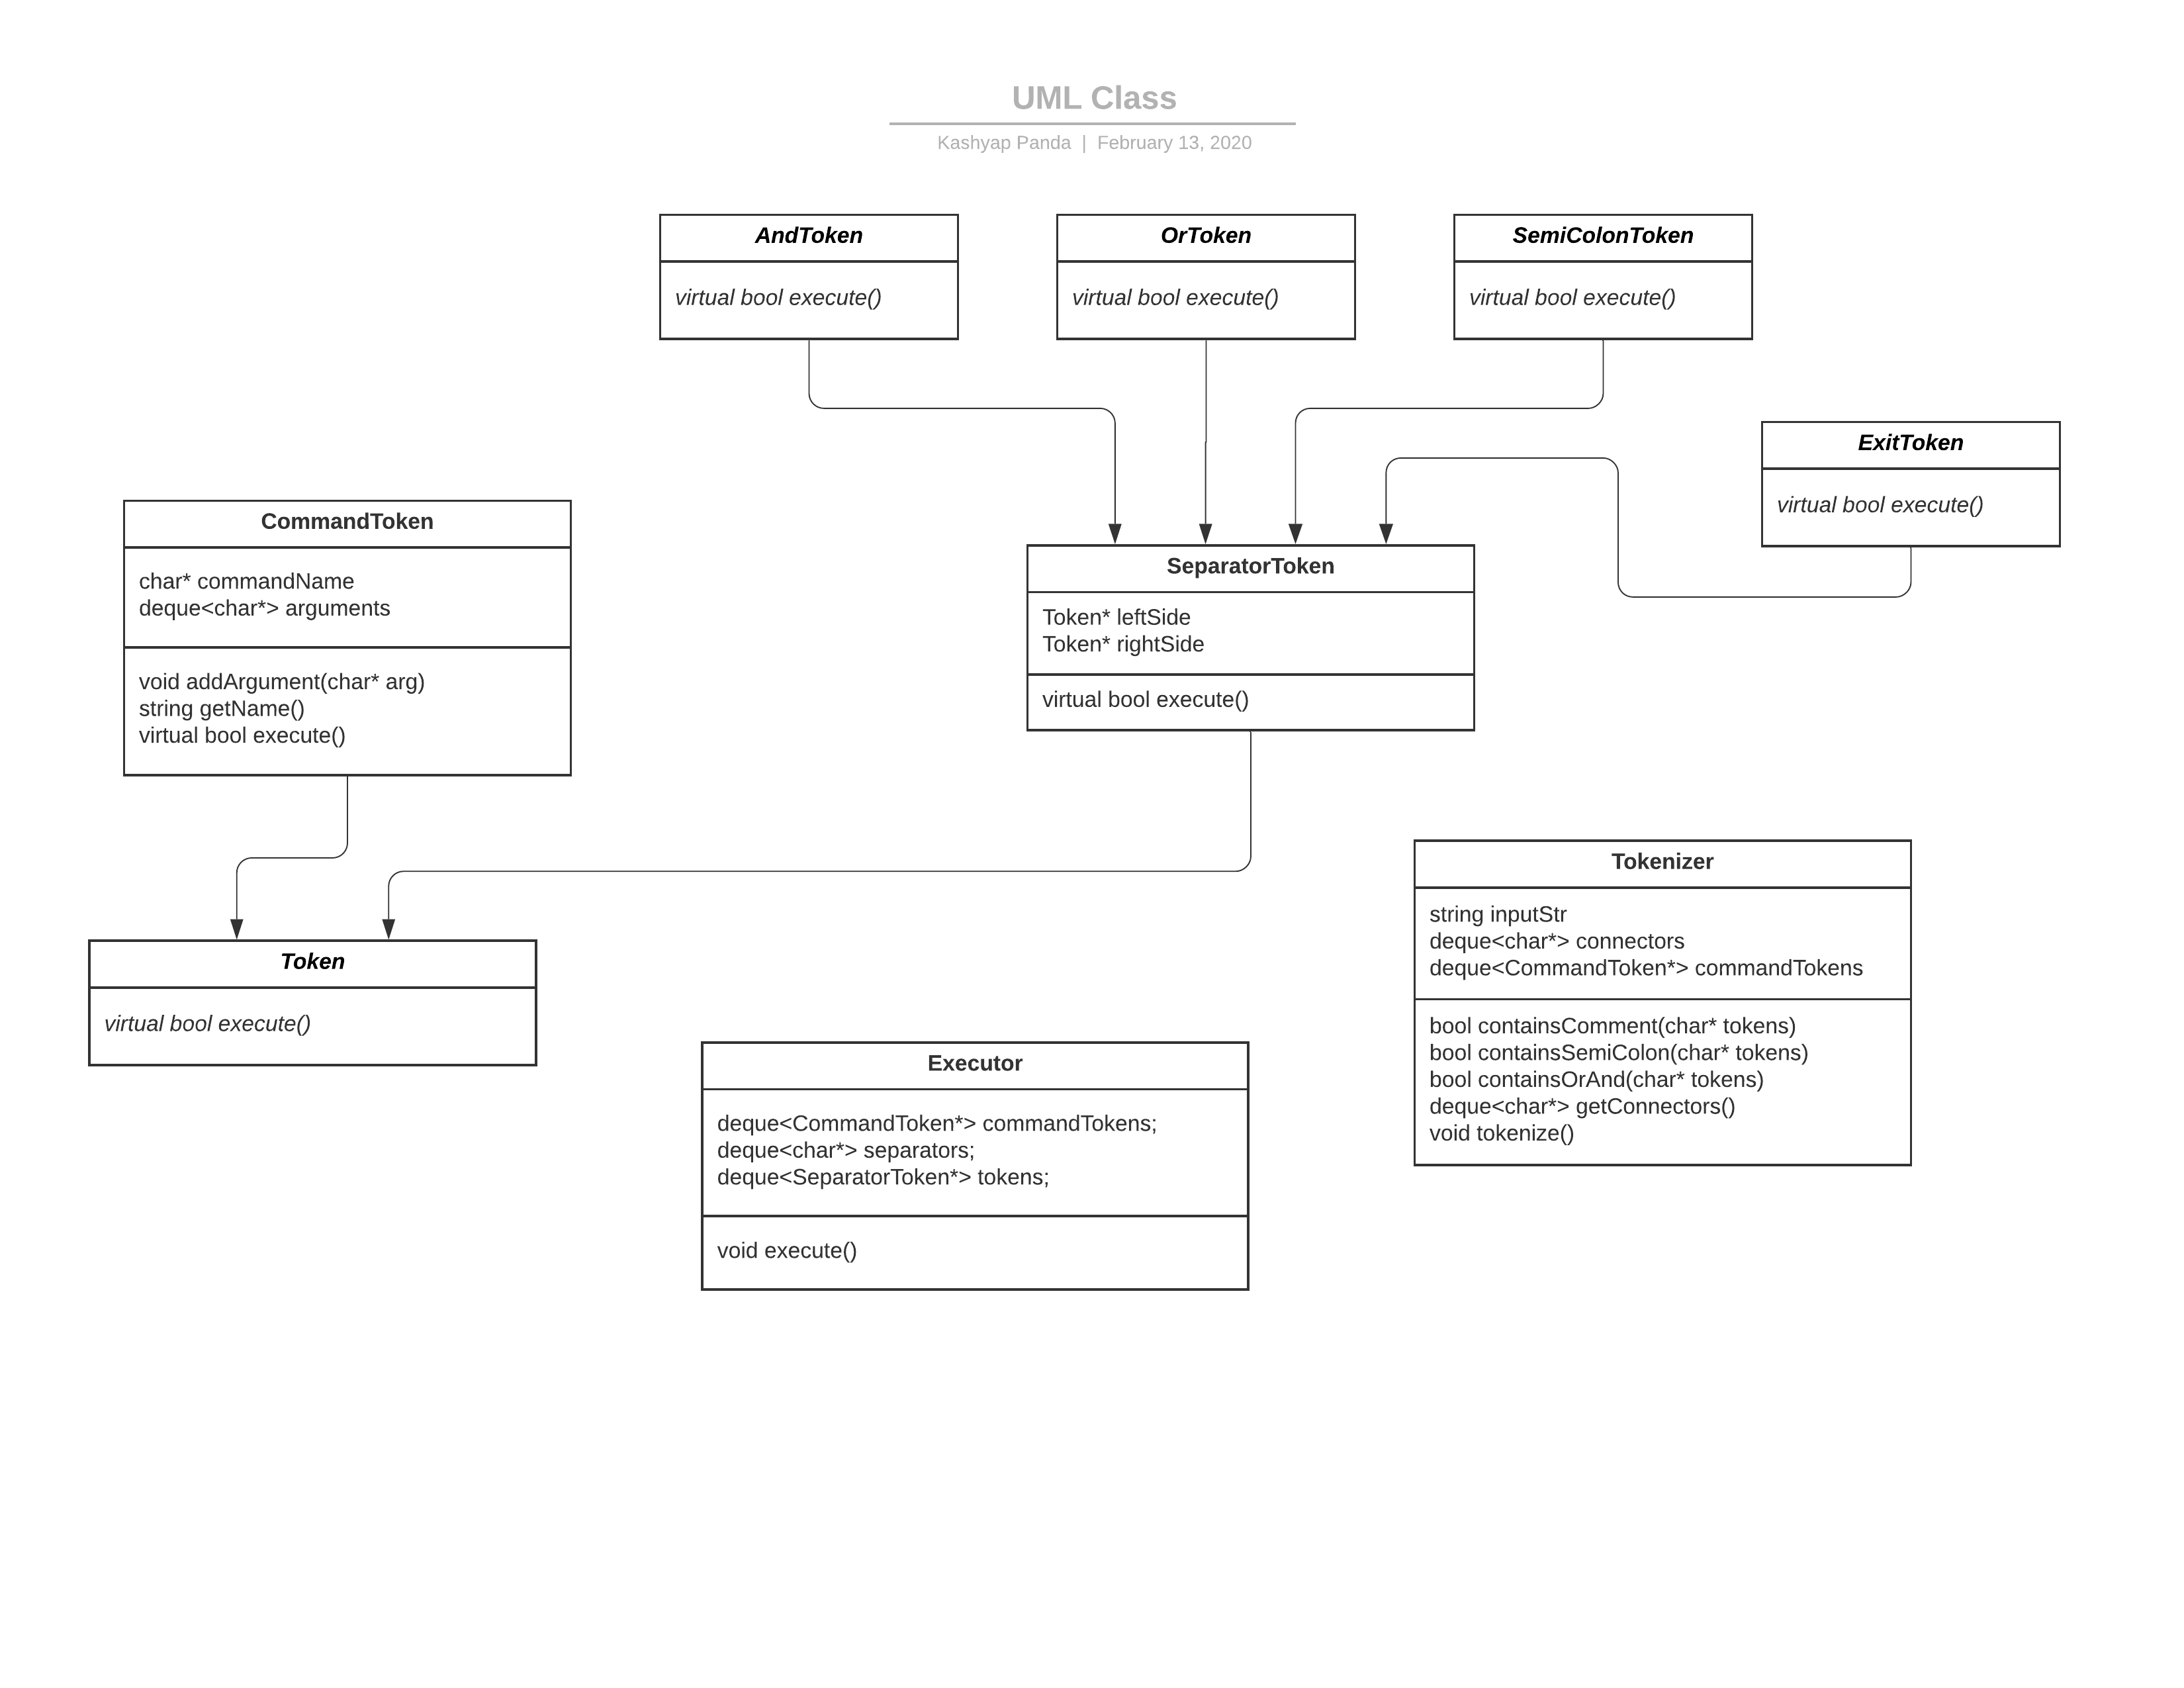 UML Class
Kashyap Panda | February 13, 2020
AndToken
virtual bool execute()
OrToken
virtual bool execute()
SemiColonToken
virtual bool execute()
ExitToken
virtual bool execute()
CommandToken
char* commandName
deque<char*> arguments
void addArgument(char* arg)
string getName()
virtual bool execute()
SeparatorToken
Token* leftSide
Token* rightSide
virtual bool execute()
Token
virtual bool execute()
Tokenizer
string inputStr
deque<char*> connectors
deque<CommandToken*> commandTokens
bool containsComment(char* tokens)
bool containsSemiColon(char* tokens)
bool containsOrAnd(char* tokens)
deque<char*> getConnectors()
void tokenize()
Executor
deque<CommandToken*> commandTokens;
deque<char*> separators;
deque<SeparatorToken*> tokens;
void execute()